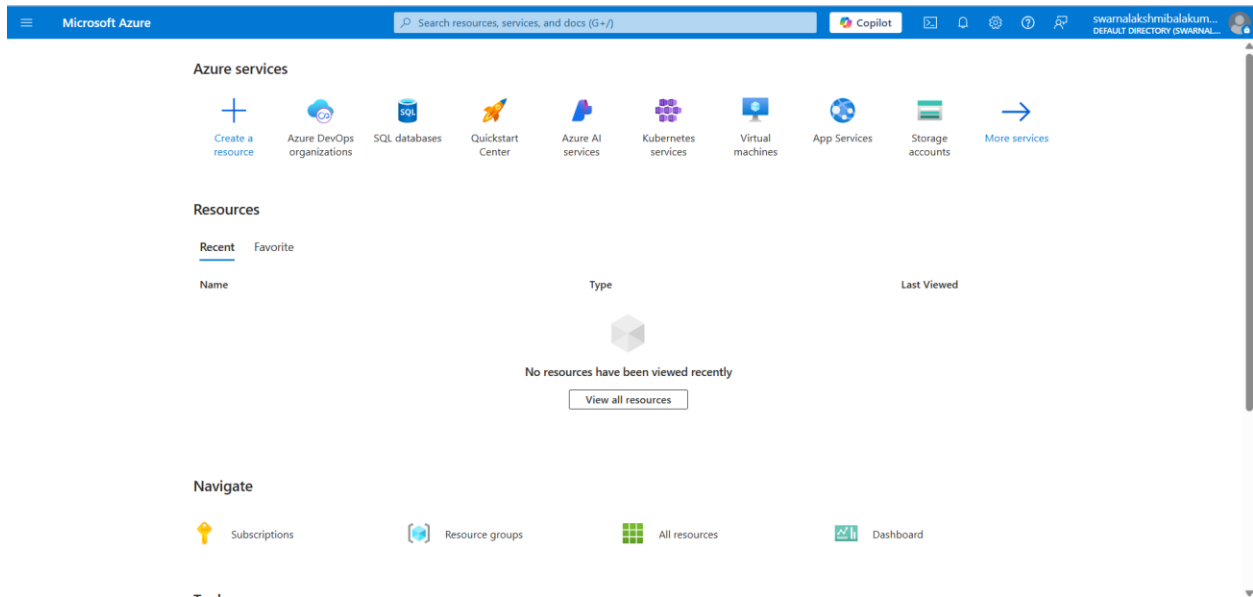 Microsoft Azure
Search resources, services, and docs (G+/)
Copilot
swarnalakshmibalakum...
DEFAULT DIRECTORY (SWARNAL...
Azure services
Create a
resource
Azure DevOps
organizations
SQL
SQL databases
Quickstart
Center
Azure AI
services
Kubernetes
services
Virtual
machines
App Services
Storage
accounts
More services
Resources
Recent Favorite
Name Type Last Viewed
No resources have been viewed recently
View all resources
Navigate
Subscriptions Resource groups All resources Dashboard